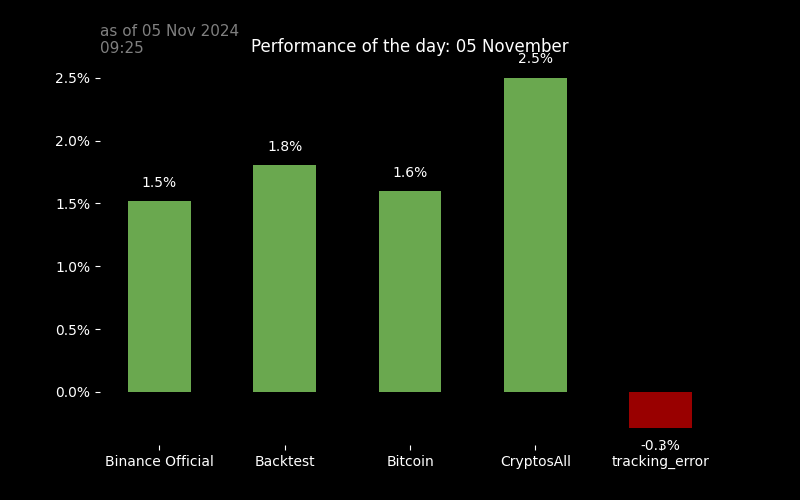 as of 05 Nov 2024
09:25
Performance of the day: 05 November
2.5%
2.0%
1.5%
1.0%
0.5%
0.0%
1.5%
1.8%
1.6%
2.5%
-0.3%
Binance Official
Backtest
Bitcoin
CryptosAll
tracking_error